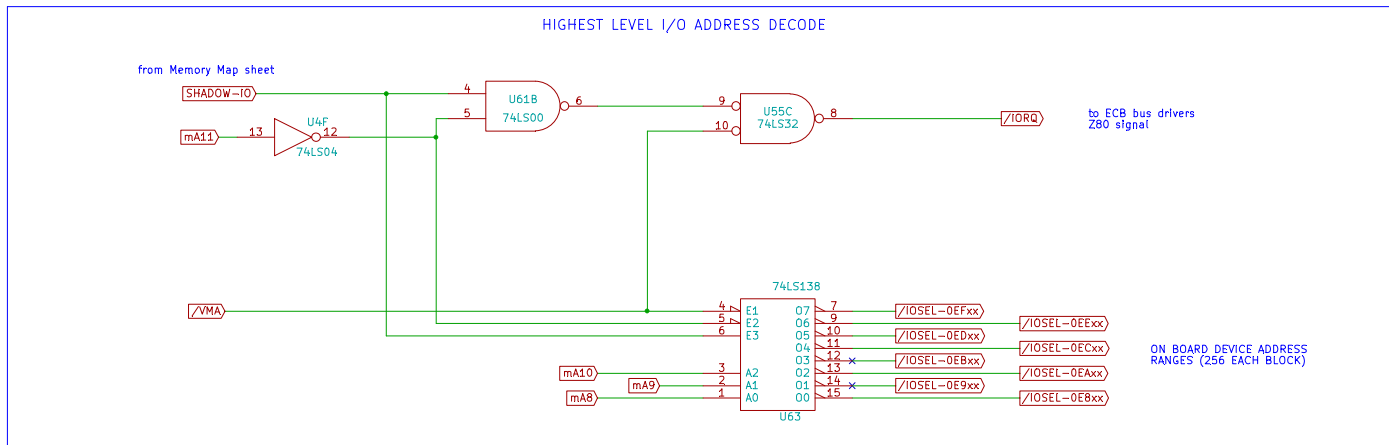 HIGHEST LEVEL I/O ADDRESS DECODE
from Memory Map sheet
SHADOW-IO
4
U61B
74LS00
6
5
9
U55C
74LS32
10
8
/IORQ
to ECB bus drivers
Z80 signal
mA11
13
U4F
12
74LS04
74LS138
/VMA
4
E1
5
E2
6
E3
3
A2
2
A1
1
A0
mA10
mA9
mA8
O7
7
/IOSEL-0EFxx
O6
9
/IOSEL-0EExx
O5
10
/IOSEL-0EDxx
O4
11
/IOSEL-0ECxx
O3
12
/IOSEL-0EBxx
O2
13
/IOSEL-0EAxx
O1
14
/IOSEL-0E9xx
O0
15
/IOSEL-0E8xx
U63
ON BOARD DEVICE ADDRESS
RANGES (256 EACH BLOCK)